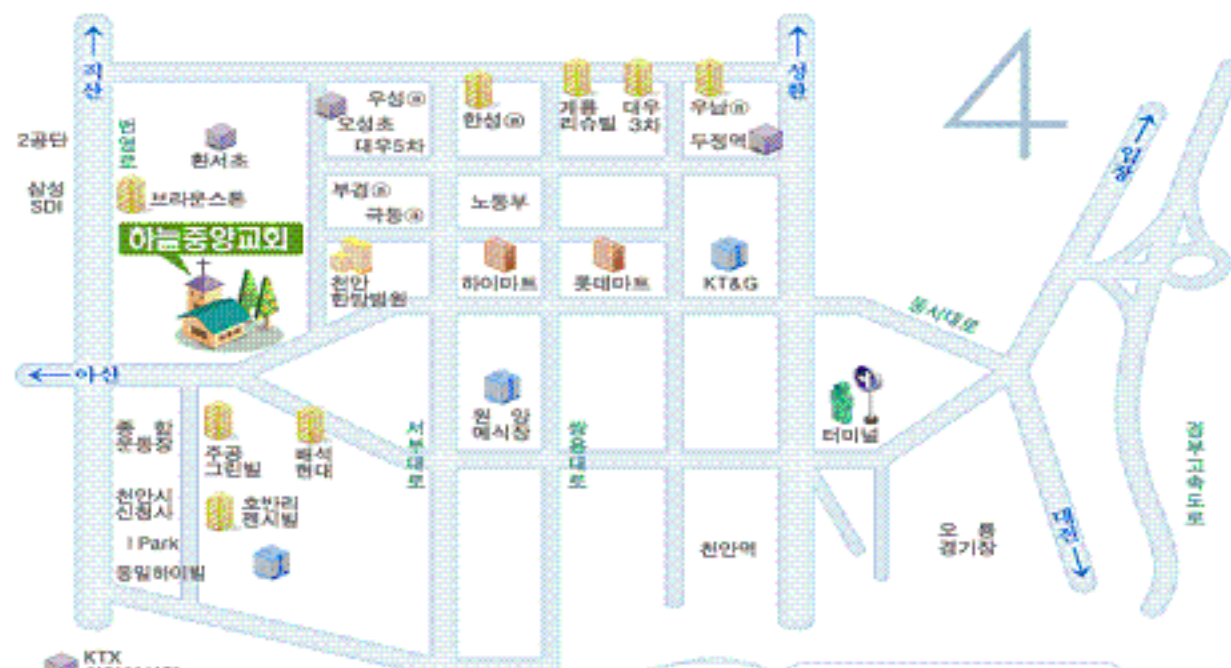 직산
성환
2공단
번영로
환서초
우성㉵
오성초
대우5차
한성㉵
계룡
리슈빌
대우
3차
우남㉵
두정역
입장
삼성
SDI
브라운스톤
부경㉵
극동㉵
노동부
하늘중앙교회
천안
한방병원
하이마트
롯데마트
KT&G
동서대로
아산
종 합
운동장
주공
그린빌
백석
현대
서부대로
원 앙
예식장
쌍용대로
터미널
경부고속도로
천안시
신청사
호반리
젠시빌
I Park
동일하이빌
천안역
오 룡
경기장
대전
KTX